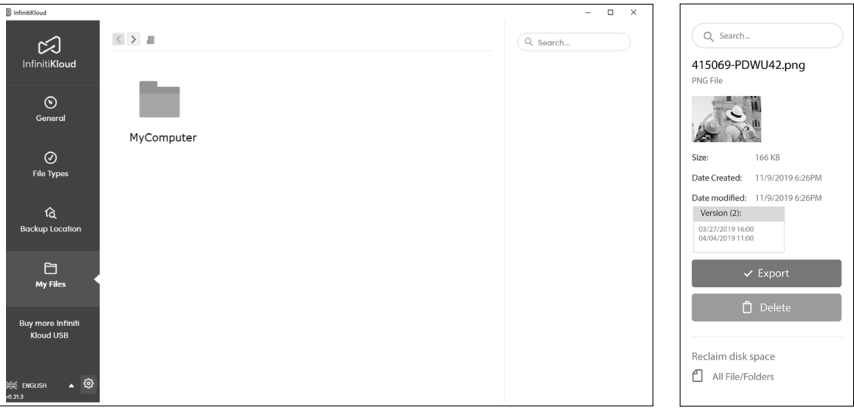 InfinitiKloud
InfinitiKloud
General
File Types
Backup Location
My Files
Buy more Infiniti
Kloud USB
ENGLISH
v0.21.3
MyComputer
Search...
Search...
415069-PDWU42.png
PNG File
Size: 166 KB
Date Created: 11/9/2019 6:26PM
Date modified: 11/9/2019 6:26PM
Version (2):
03/27/2019 16:00
04/04/2019 11:00
Export
Delete
Reclaim disk space
All File/Folders